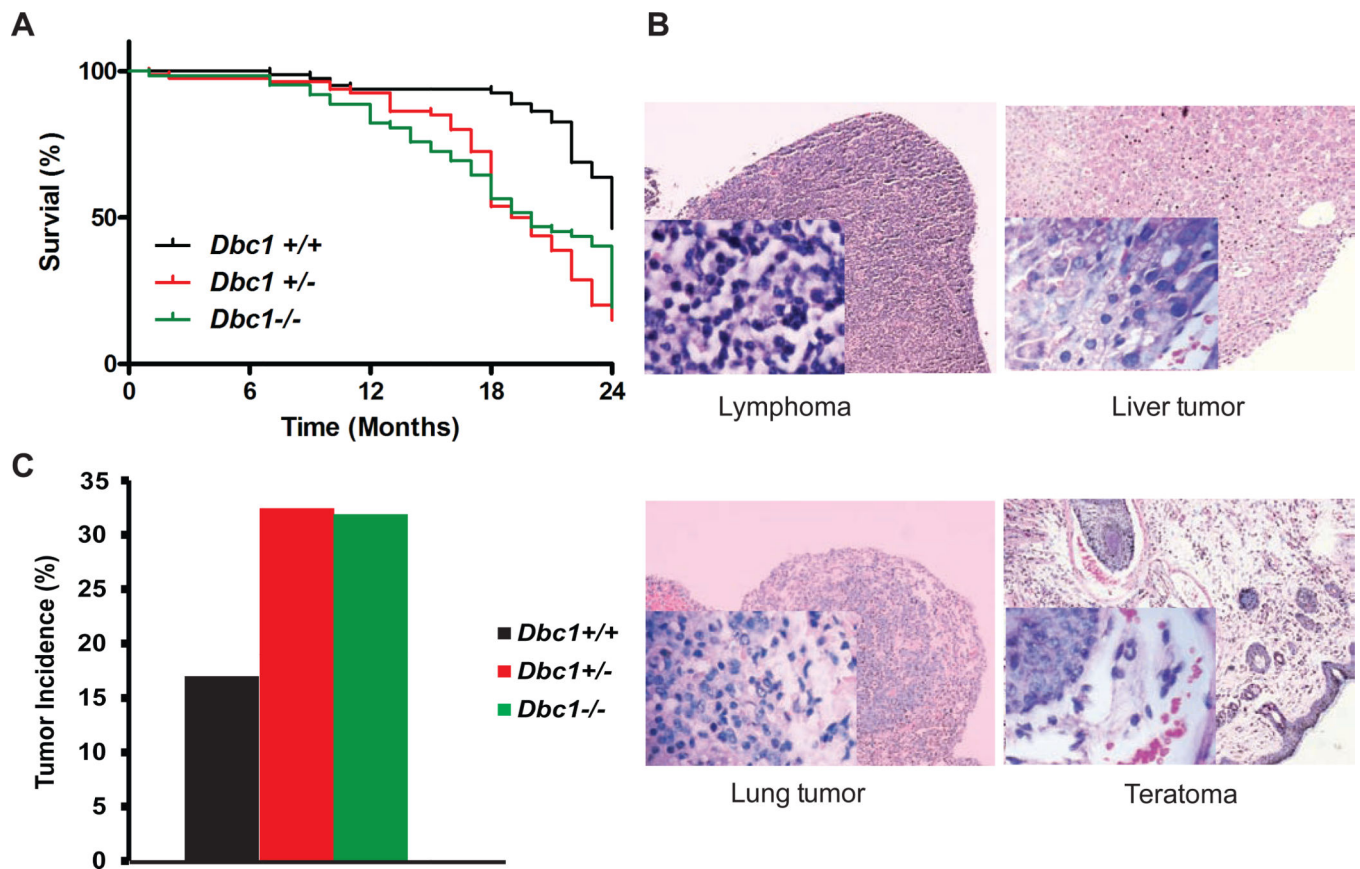 A
Survial (%)
100
50
0
Dbc1 +/+
Dbc1 +/-
Dbc1-/-
0 6 12 18 24
Time (Months)
B
Lymphoma
Liver tumor
Lung tumor
Teratoma
C
Tumor Incidence (%)
35
30
25
20
15
10
5
0
Dbc1+/+
Dbc1+/-
Dbc1-/-